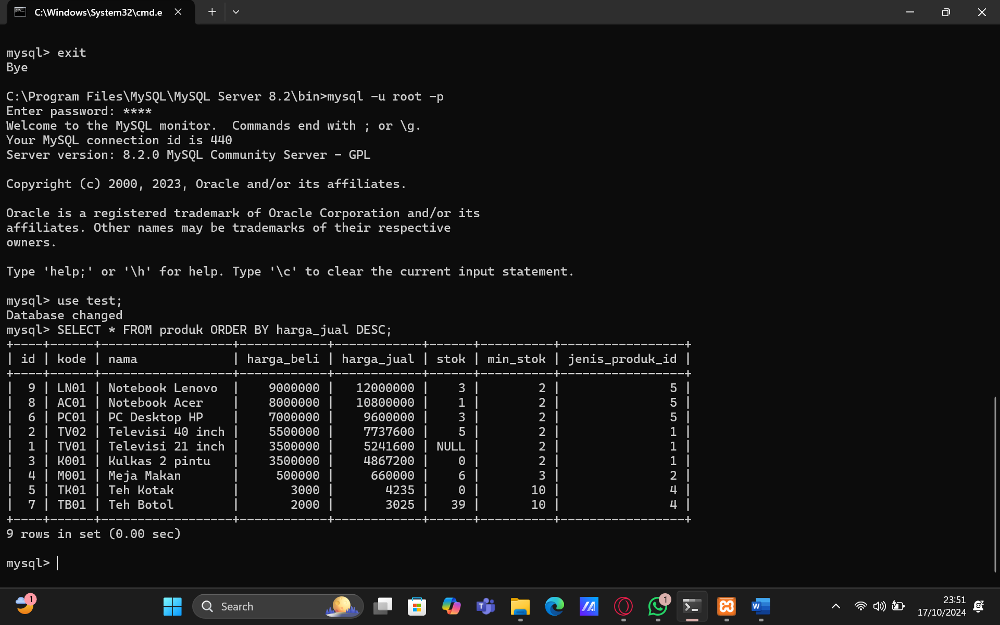 C:\Windows\System32\cmd.e
mysql> exit
Bye
C:\Program Files\MySQL\MySQL Server 8.2\bin>mysql -u root -p
Enter password: ****
Welcome to the MySQL monitor.  Commands end with ; or \g.
Your MySQL connection id is 440
Server version: 8.2.0 MySQL Community Server - GPL
Copyright (c) 2000, 2023, Oracle and/or its affiliates.
Oracle is a registered trademark of Oracle Corporation and/or its
affiliates. Other names may be trademarks of their respective
owners.
Type 'help;' or '\h' for help. Type '\c' to clear the current input statement.
mysql> use test;
Database changed
mysql> SELECT * FROM produk ORDER BY harga_jual DESC;
+----+------+------------------+------------+------------+------+----------+-----------------+
| id | kode | nama             | harga_beli | harga_jual | stok | min_stok | jenis_produk_id |
+----+------+------------------+------------+------------+------+----------+-----------------+
|  9 | LN01 | Notebook Lenovo  |    9000000 |   12000000 |    3 |        2 |               5 |
|  8 | AC01 | Notebook Acer    |    8000000 |   10800000 |    1 |        2 |               5 |
|  6 | PC01 | PC Desktop HP    |    7000000 |    9600000 |    3 |        2 |               5 |
|  2 | TV02 | Televisi 40 inch |    5500000 |    7737600 |    5 |        2 |               1 |
|  1 | TV01 | Televisi 21 inch |    3500000 |    5241600 | NULL |        2 |               1 |
|  3 | K001 | Kulkas 2 pintu   |    3500000 |    4867200 |    0 |        2 |               1 |
|  4 | M001 | Meja Makan       |     500000 |     660000 |    6 |        3 |               2 |
|  5 | TK01 | Teh Kotak        |       3000 |       4235 |    0 |       10 |               4 |
|  7 | TB01 | Teh Botol        |       2000 |       3025 |   39 |       10 |               4 |
+----+------+------------------+------------+------------+------+----------+-----------------+
9 rows in set (0.00 sec)
mysql>
1
Search
1
23:51
17/10/2024